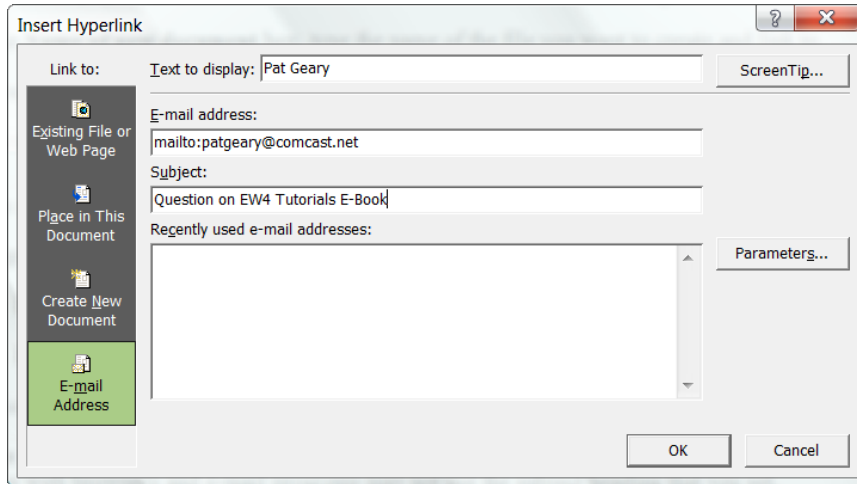 Insert Hyperlink
Link to:
Text to display: Pat Geary
ScreenTip...
Existing File or
Web Page
Place in This
Document
Create New
Document
E-mail
Address
E-mail address:
mailto:patgeary@comcast.net
Subject:
Question on EW4 Tutorials E-Book
Recently used e-mail addresses:
Parameters...
OK
Cancel